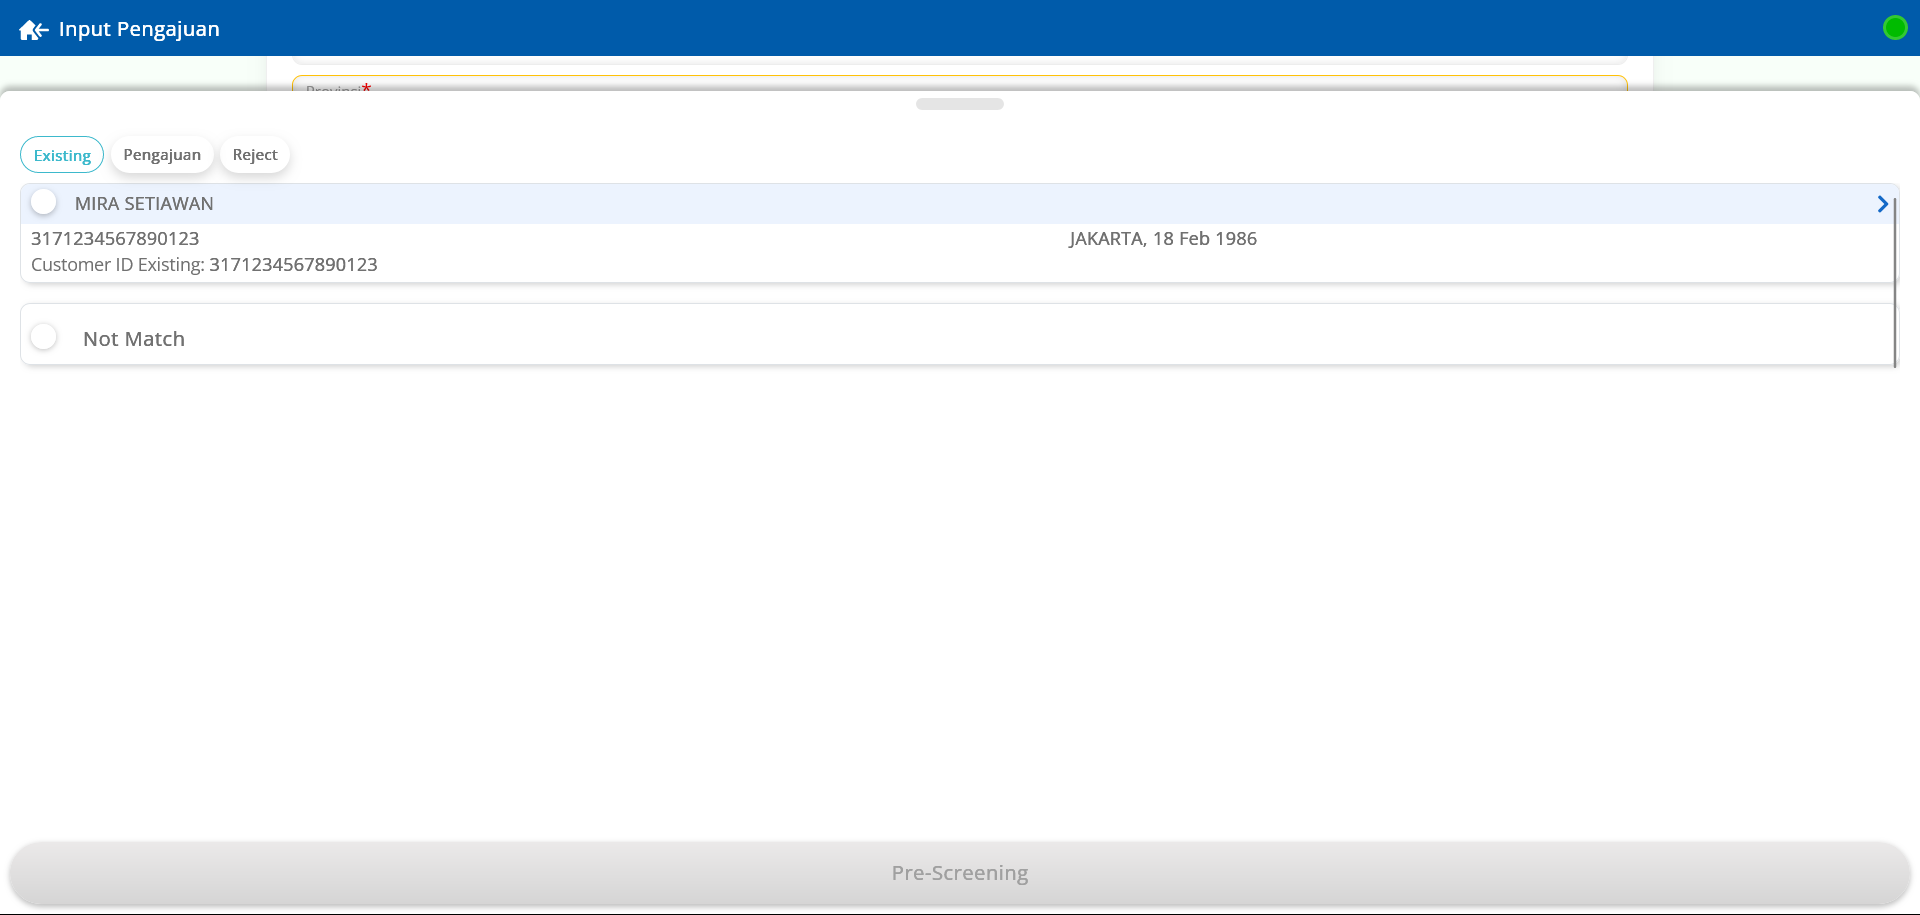 Input Pengajuan
Provinsi*
Existing Pengajuan Reject
MIRA SETIAWAN
3171234567890123 JAKARTA, 18 Feb 1986
Customer ID Existing: 3171234567890123
Not Match
Pre-Screening